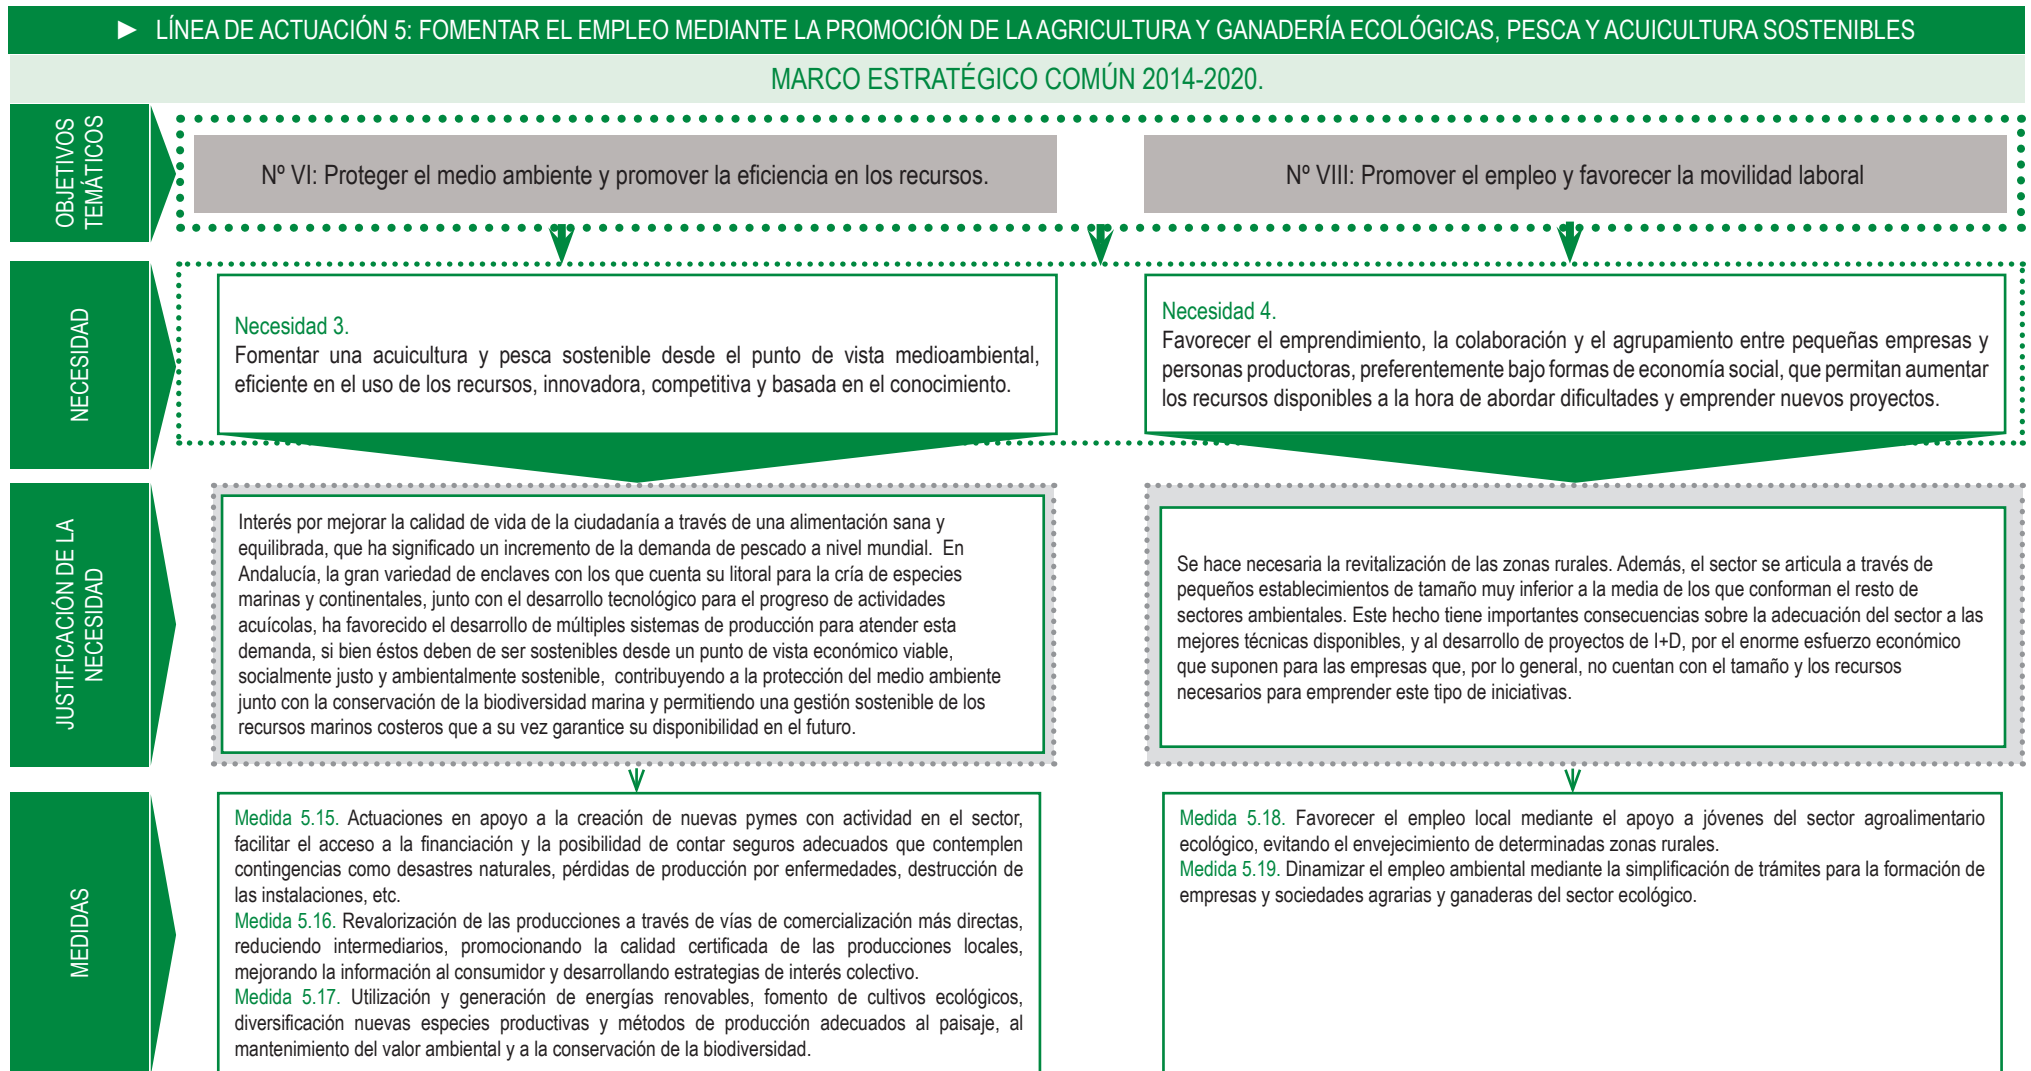 ► LÍNEA DE ACTUACIÓN 5: FOMENTAR EL EMPLEO MEDIANTE LA PROMOCIÓN DE LA AGRICULTURA Y GANADERÍA ECOLÓGICAS, PESCA Y ACUICULTURA SOSTENIBLES
MARCO ESTRATÉGICO COMÚN 2014-2020.
OBJETIVOS
TEMÁTICOS
Nº VI: Proteger el medio ambiente y promover la eficiencia en los recursos.
Nº VIII: Promover el empleo y favorecer la movilidad laboral
NECESIDAD
Necesidad 3.
Fomentar una acuicultura y pesca sostenible desde el punto de vista medioambiental,
eficiente en el uso de los recursos, innovadora, competitiva y basada en el conocimiento.
Necesidad 4.
Favorecer el emprendimiento, la colaboración y el agrupamiento entre pequeñas empresas y
personas productoras, preferentemente bajo formas de economía social, que permitan aumentar
los recursos disponibles a la hora de abordar dificultades y emprender nuevos proyectos.
JUSTIFICACIÓN DE LA
NECESIDAD
Interés por mejorar la calidad de vida de la ciudadanía a través de una alimentación sana y
equilibrada, que ha significado un incremento de la demanda de pescado a nivel mundial. En
Andalucía, la gran variedad de enclaves con los que cuenta su litoral para la cría de especies
marinas y continentales, junto con el desarrollo tecnológico para el progreso de actividades
acuícolas, ha favorecido el desarrollo de múltiples sistemas de producción para atender esta
demanda, si bien éstos deben de ser sostenibles desde un punto de vista económico viable,
socialmente justo y ambientalmente sostenible, contribuyendo a la protección del medio ambiente
junto con la conservación de la biodiversidad marina y permitiendo una gestión sostenible de los
recursos marinos costeros que a su vez garantice su disponibilidad en el futuro.
Se hace necesaria la revitalización de las zonas rurales. Además, el sector se articula a través de
pequeños establecimientos de tamaño muy inferior a la media de los que conforman el resto de
sectores ambientales. Este hecho tiene importantes consecuencias sobre la adecuación del sector a las
mejores técnicas disponibles, y al desarrollo de proyectos de I+D, por el enorme esfuerzo económico
que suponen para las empresas que, por lo general, no cuentan con el tamaño y los recursos
necesarios para emprender este tipo de iniciativas.
MEDIDAS
Medida 5.15. Actuaciones en apoyo a la creación de nuevas pymes con actividad en el sector,
facilitar el acceso a la financiación y la posibilidad de contar seguros adecuados que contemplen
contingencias como desastres naturales, pérdidas de producción por enfermedades, destrucción de
las instalaciones, etc.
Medida 5.16. Revalorización de las producciones a través de vías de comercialización más directas,
reduciendo intermediarios, promocionando la calidad certificada de las producciones locales,
mejorando la información al consumidor y desarrollando estrategias de interés colectivo.
Medida 5.17. Utilización y generación de energías renovables, fomento de cultivos ecológicos,
diversificación nuevas especies productivas y métodos de producción adecuados al paisaje, al
mantenimiento del valor ambiental y a la conservación de la biodiversidad.
Medida 5.18. Favorecer el empleo local mediante el apoyo a jóvenes del sector agroalimentario
ecológico, evitando el envejecimiento de determinadas zonas rurales.
Medida 5.19. Dinamizar el empleo ambiental mediante la simplificación de trámites para la formación de
empresas y sociedades agrarias y ganaderas del sector ecológico.